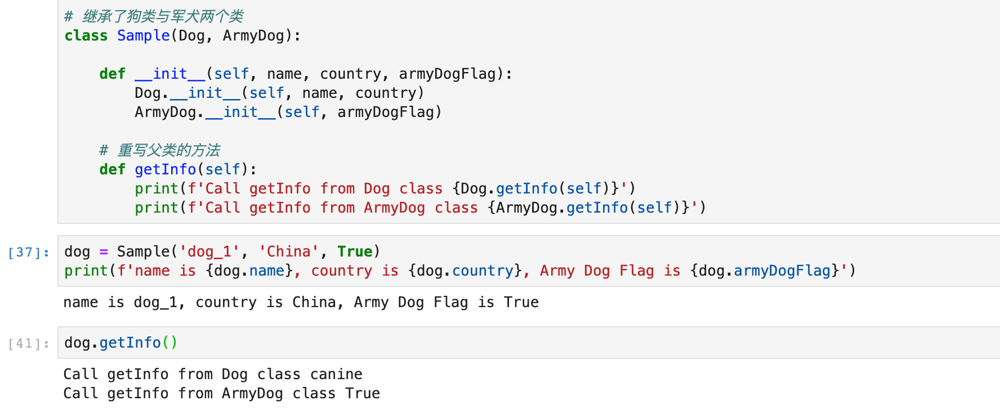 # 继承了狗类与军犬两个类
class Sample(Dog, ArmyDog):
    def __init__(self, name, country, armyDogFlag):
        Dog.__init__(self, name, country)
        ArmyDog.__init__(self, armyDogFlag)
    # 重写父类的方法
    def getInfo(self):
        print(f'Call getInfo from Dog class {Dog.getInfo(self)}')
        print(f'Call getInfo from ArmyDog class {ArmyDog.getInfo(self)}')
[37]: dog = Sample('dog_1', 'China', True)
print(f'name is {dog.name}, country is {dog.country}, Army Dog Flag is {dog.armyDogFlag}')
name is dog_1, country is China, Army Dog Flag is True
[41]: dog.getInfo()
Call getInfo from Dog class canine
Call getInfo from ArmyDog class True